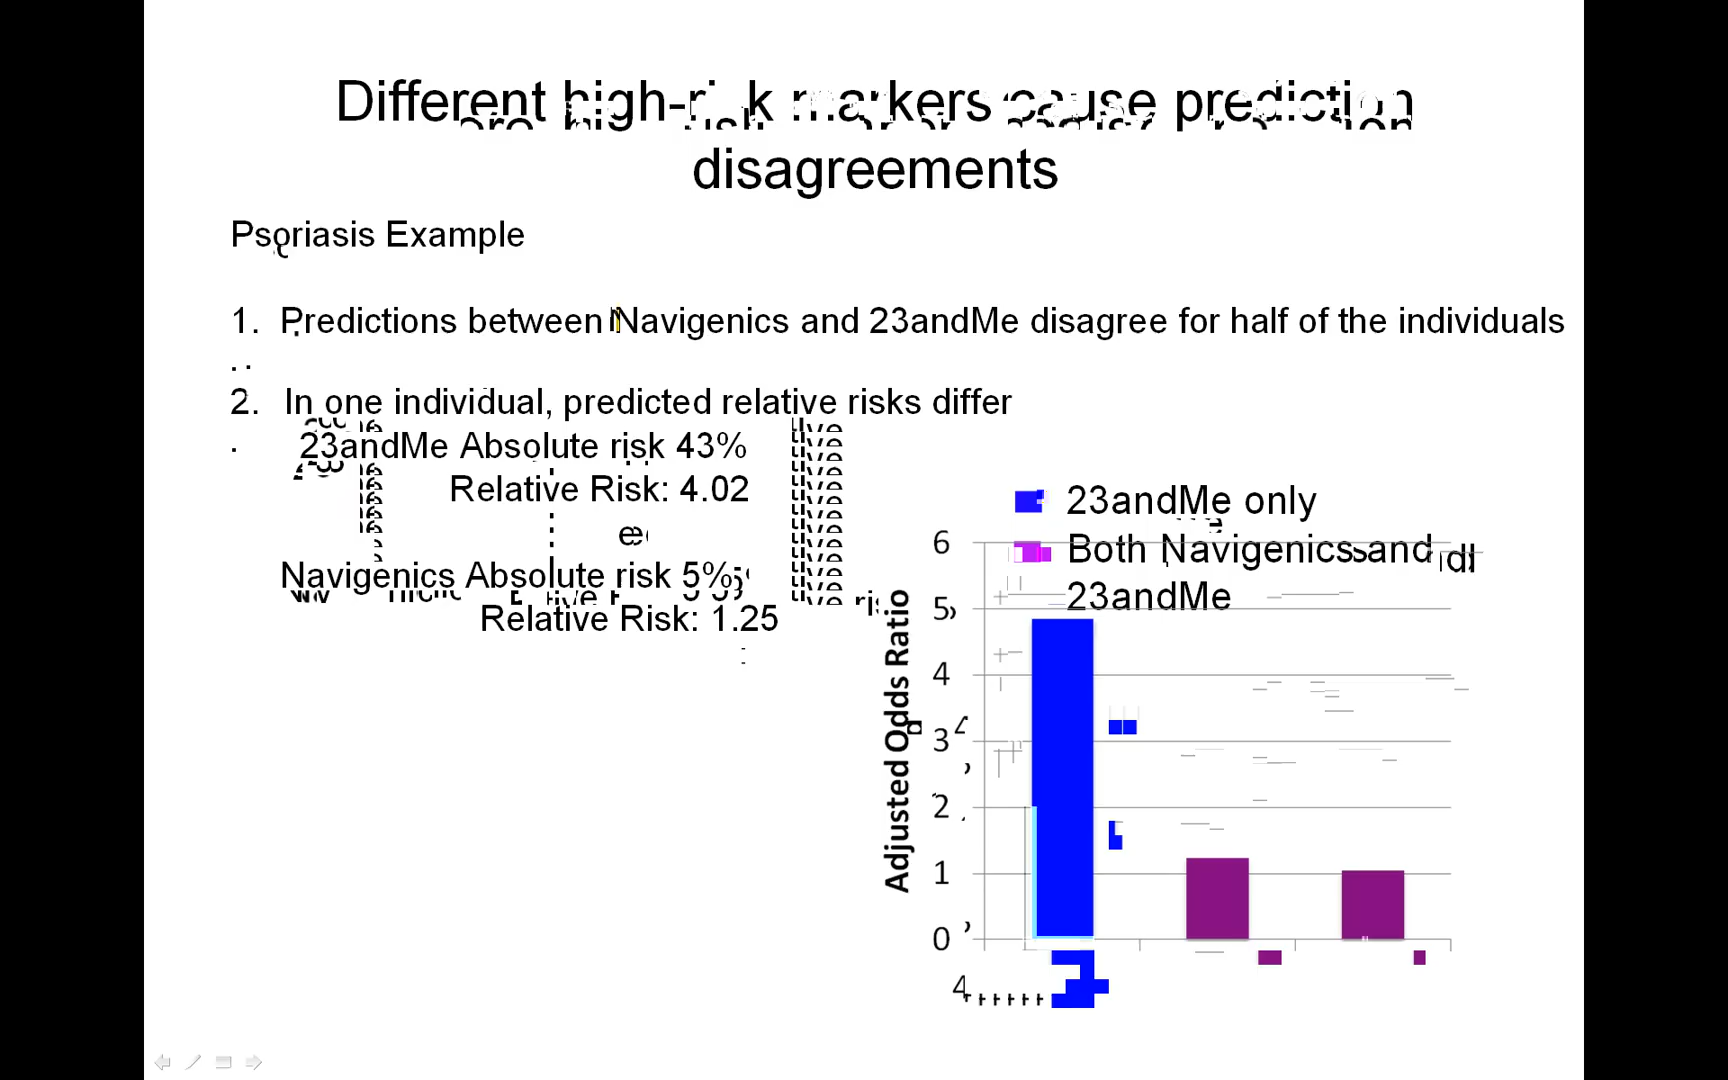 Different high-risk markers cause prediction
disagreements
Psoriasis Example
1. Predictions between Navigenics and 23andMe disagree for half of the individuals
2. In one individual, predicted relative risks differ
23andMe Absolute risk 43%
Relative Risk: 4.02
Navigenics Absolute risk 5%
Relative Risk: 1.25
23andMe only
Both Navigenics and
23andMe
Adjusted Odds Ratio
6
5
4
3
2
1
0